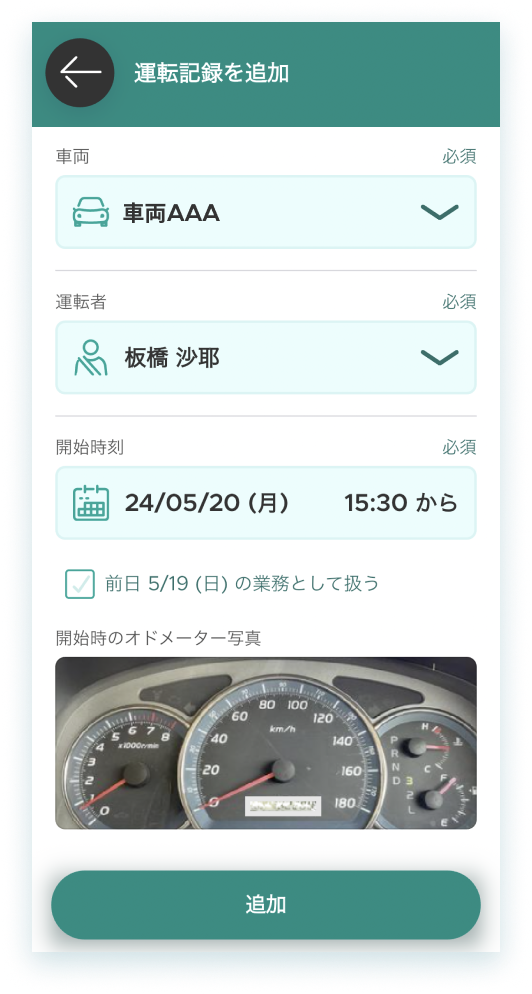 運転記録を追加
車両 必須
車両AAA
運転者 必須
板橋 沙耶
開始時刻 必須
24/05/20 (月) 15:30 から
前日 5/19 (日) の業務として扱う
開始時のオドメーター写真
0 1 2 3 4 5 6 7 8
x1000r/min
0 20 40 60 80 100 120 140 160 180
km/h
P R N D 3 2 L
H C
F E
追加